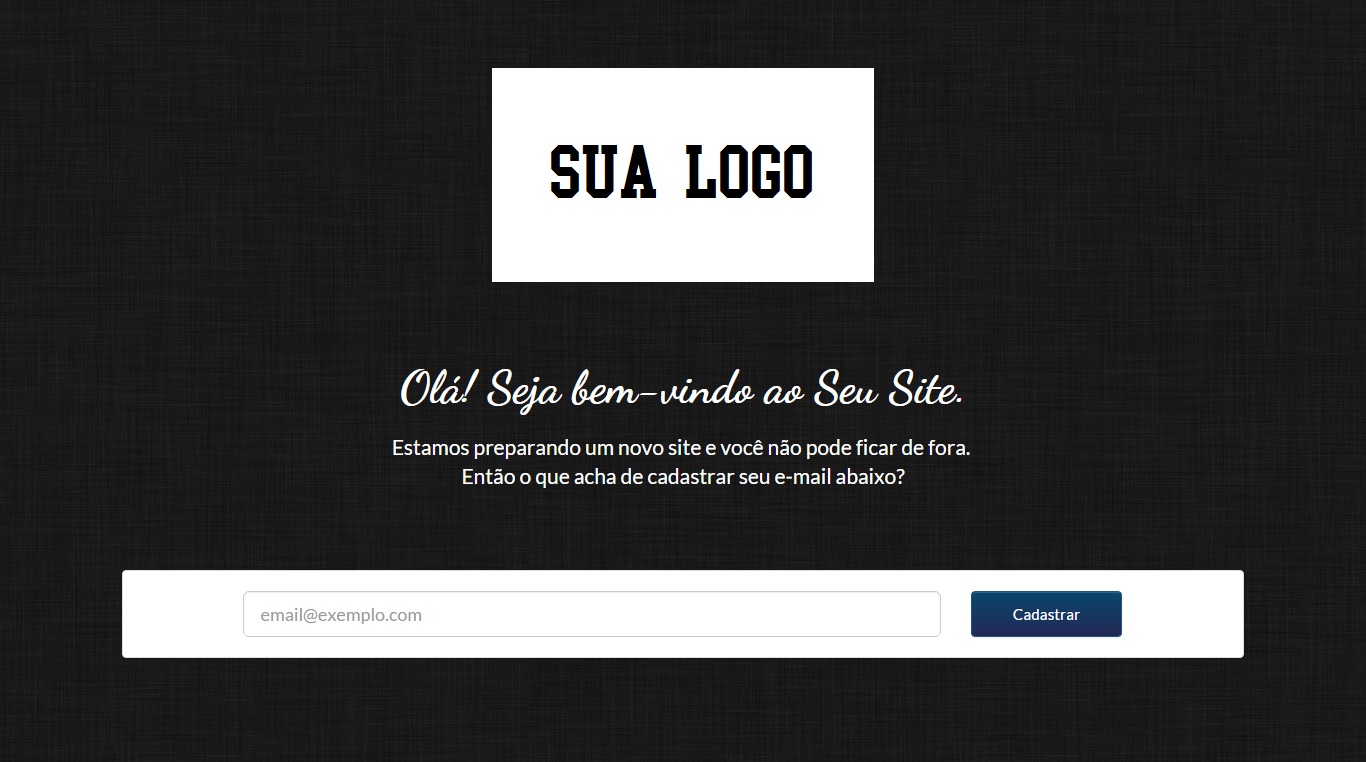 SUA LOGO
Olá! Seja bem-vindo ao Seu Site.
Estamos preparando um novo site e você não pode ficar de fora.
Então o que acha de cadastrar seu e-mail abaixo?
email@exemplo.com
Cadastrar